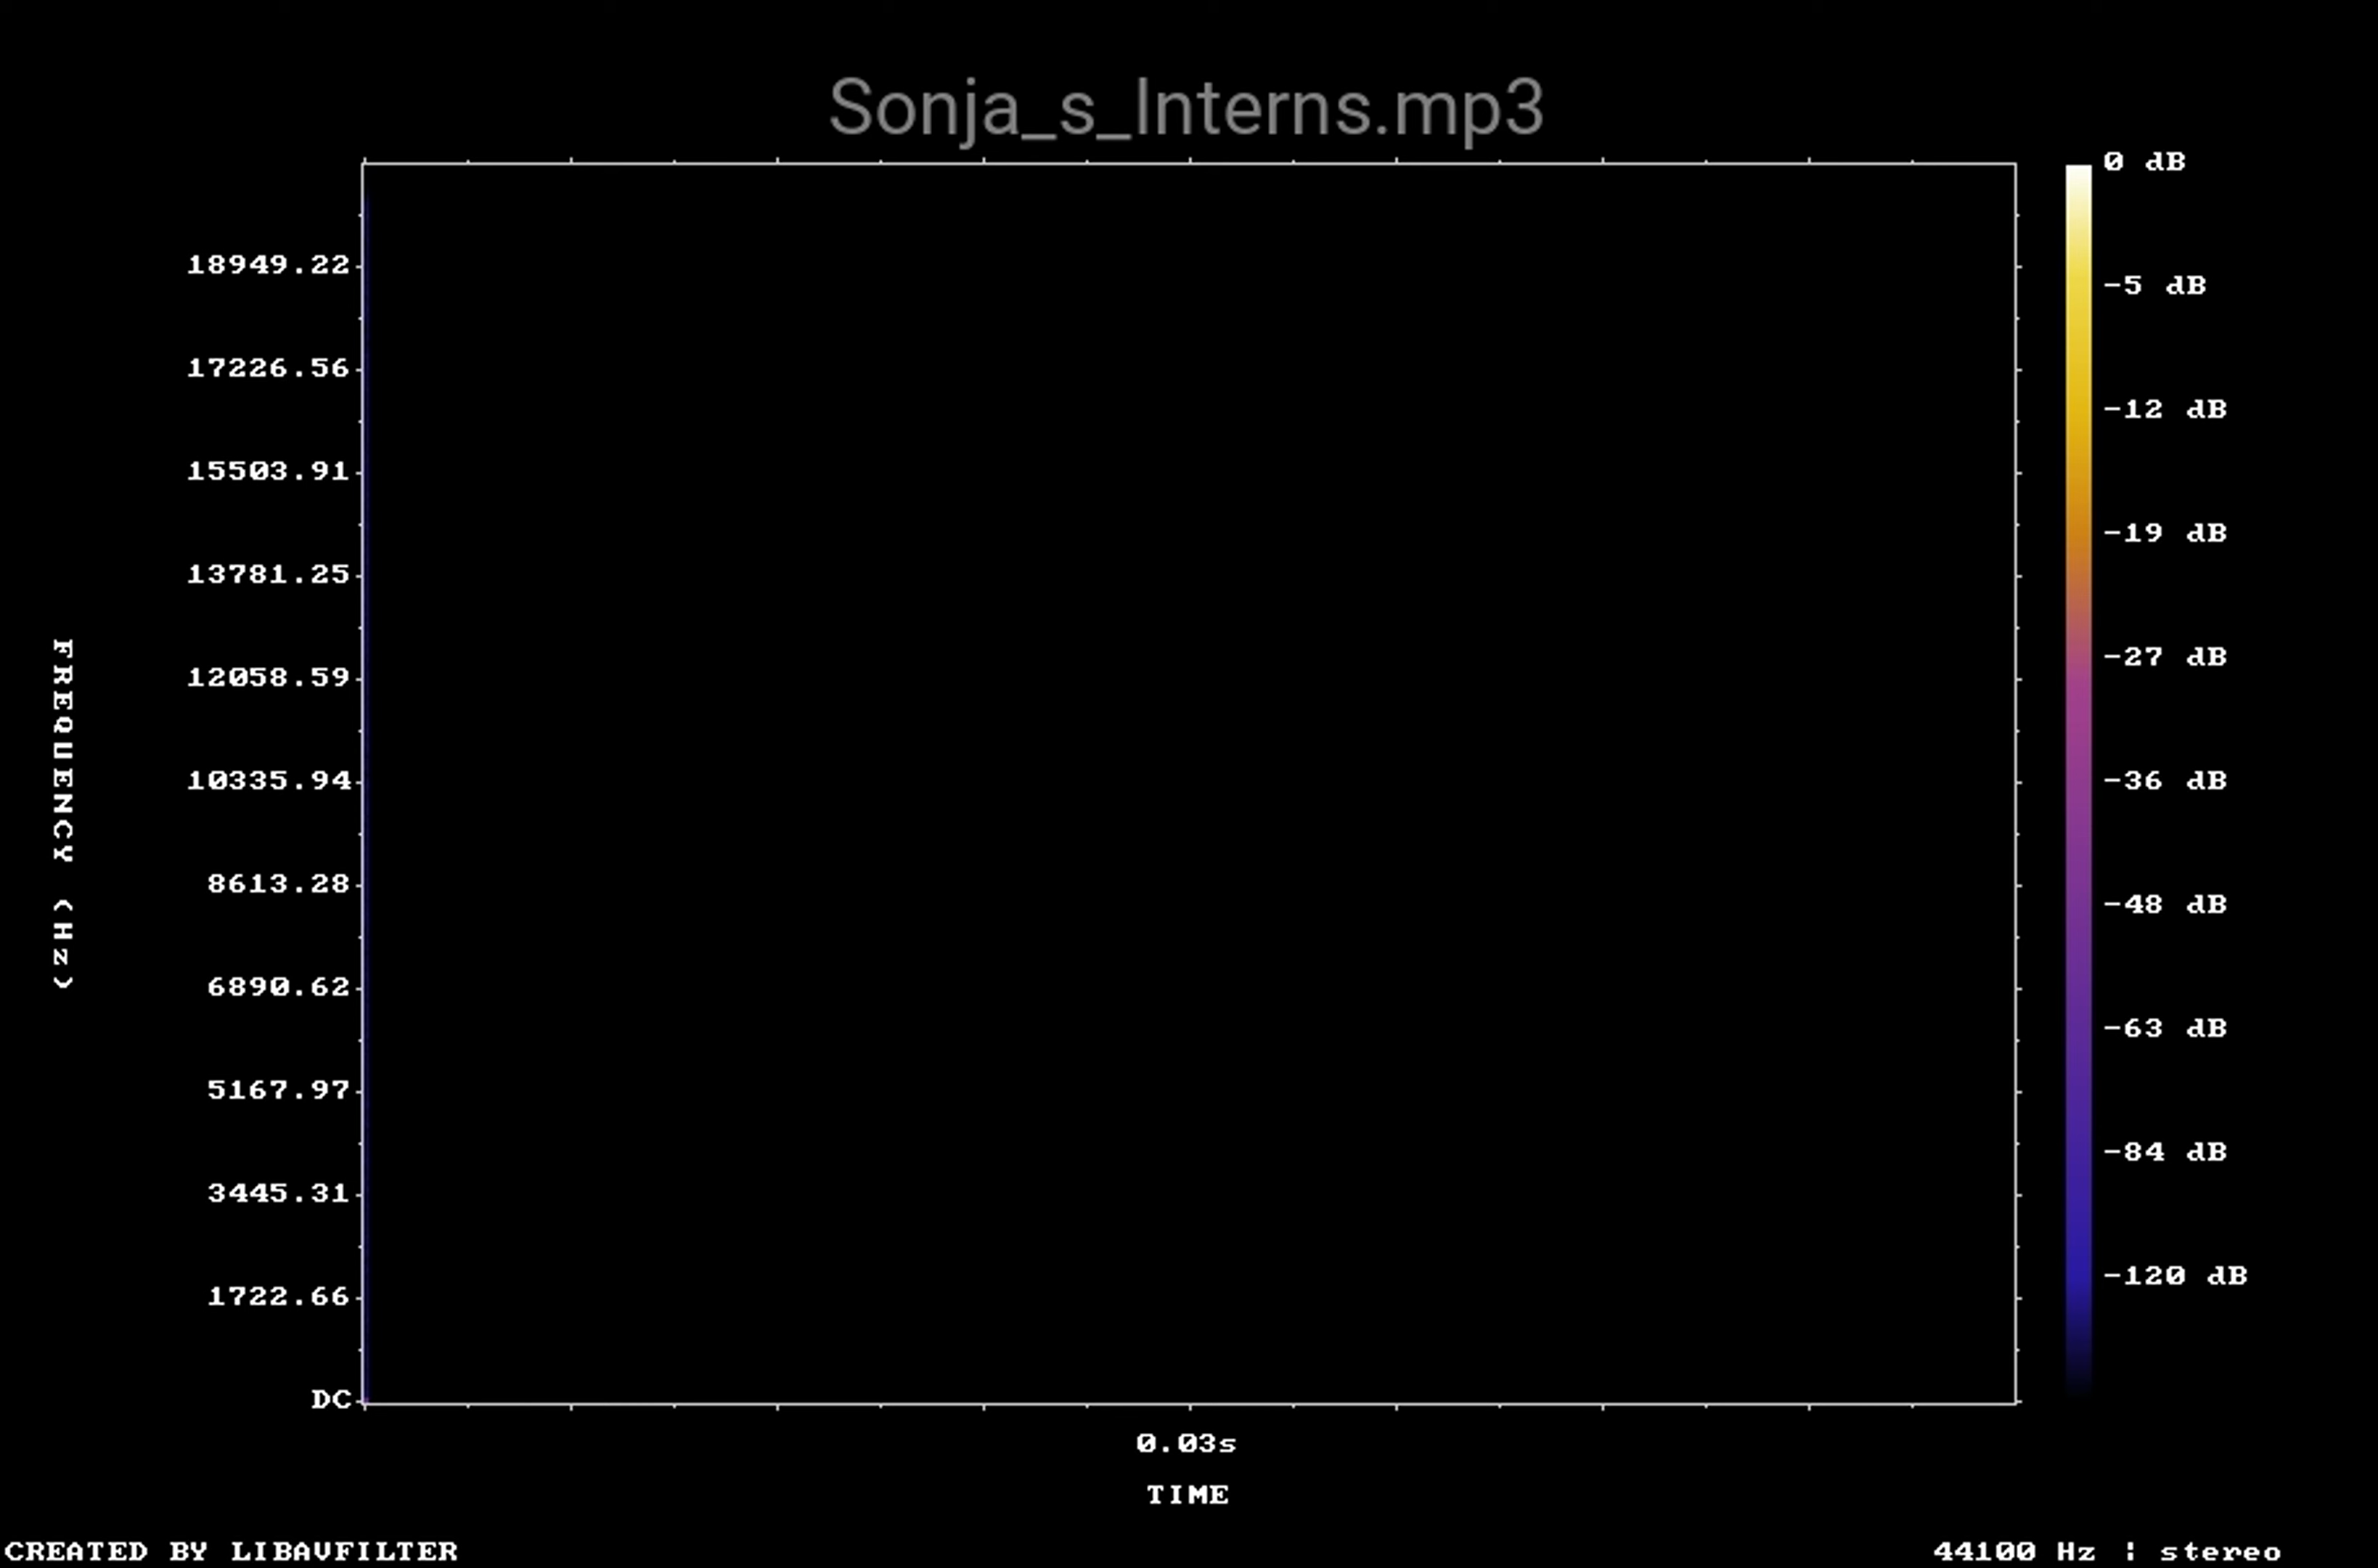 Sonja_s_Interns.mp3
0 dB
18949.22
-5 dB
17226.56
-12 dB
15503.91
-19 dB
13781.25
-27 dB
12058.59
-36 dB
10335.94
-48 dB
8613.28
-63 dB
6890.62
-84 dB
5167.97
-120 dB
3445.31
1722.66
DC
FREQUENCY (Hz)
0.03s
TIME
CREATED BY LIBAVFILTER
44100 Hz | stereo